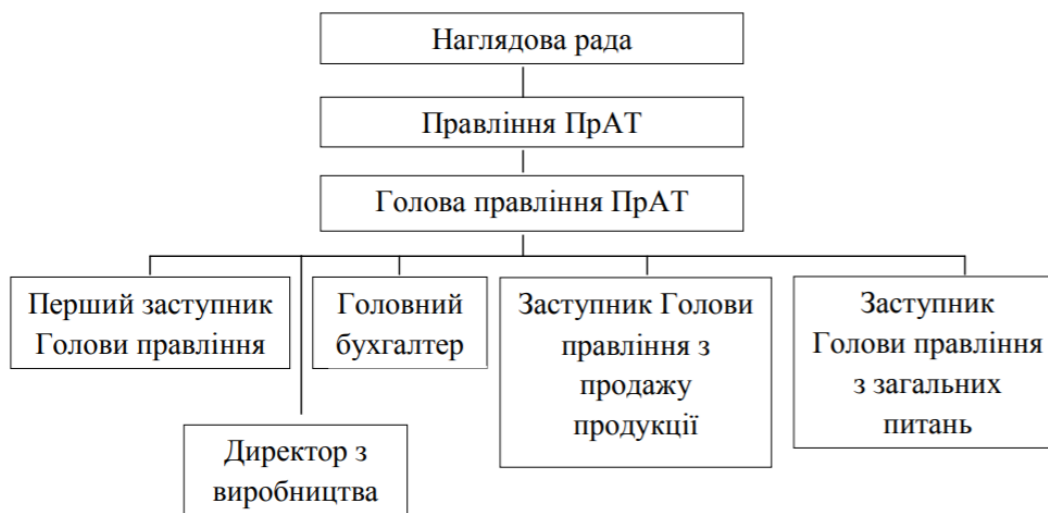 Наглядова рада
Правління ПрАТ
Голова правління ПрАТ
Перший заступник
Голови правління
Головний
бухгалтер
Заступник Голови
правління з
продажу
продукції
Заступник
Голови правління
з загальних
питань
Директор з
виробництва